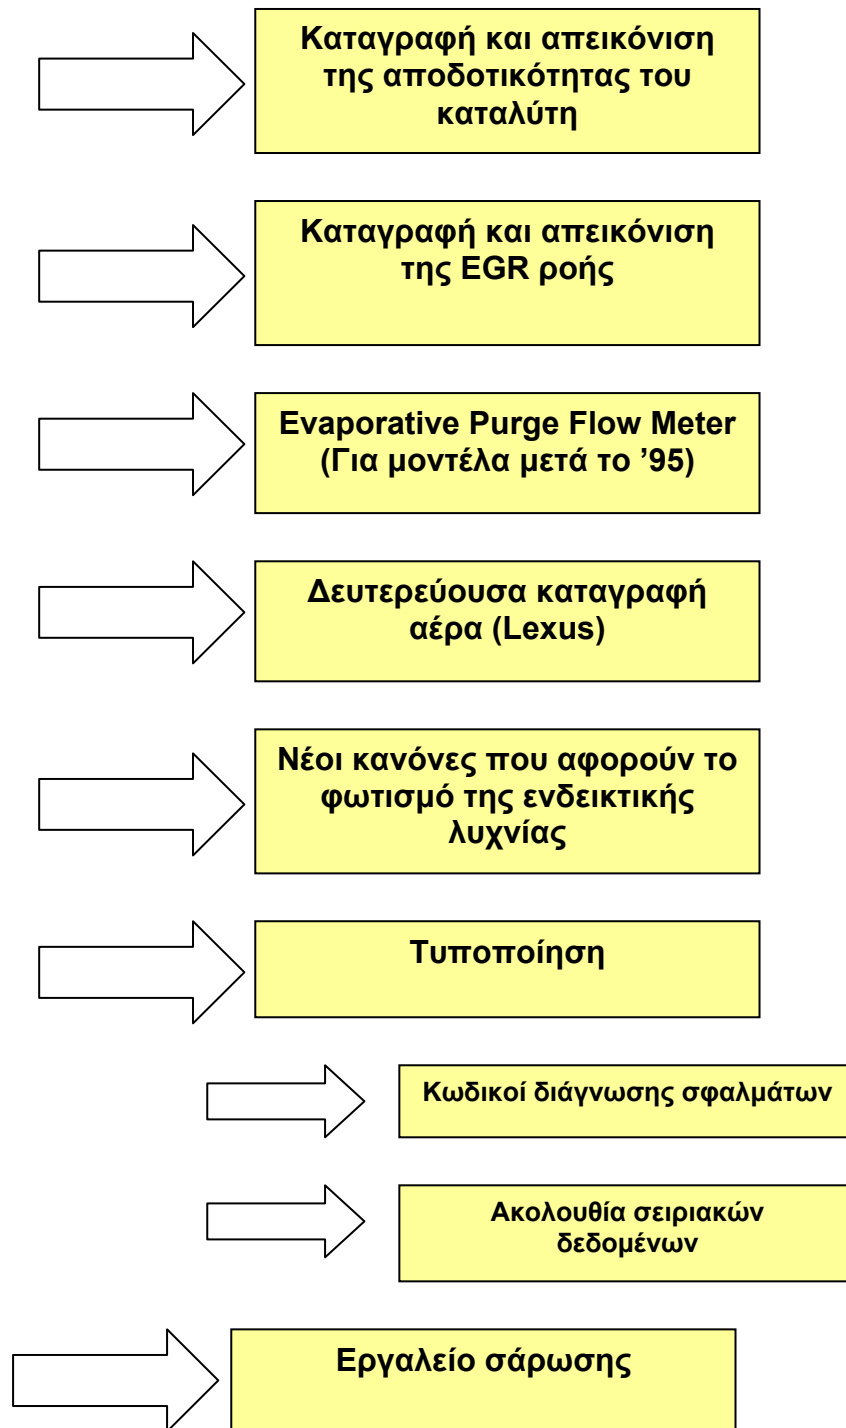 Καταγραφή και απεικόνιση
της αποδοτικότητας του
καταλύτη
Καταγραφή και απεικόνιση
της EGR ροής
Evaporative Purge Flow Meter
(Για μοντέλα μετά το ’95)
Δευτερεύουσα καταγραφή
αέρα (Lexus)
Νέοι κανόνες που αφορούν το
φωτισμό της ενδεικτικής
λυχνίας
Τυποποίηση
Κωδικοί διάγνωσης σφαλμάτων
Ακολουθία σειριακών
δεδομένων
Εργαλείο σάρωσης